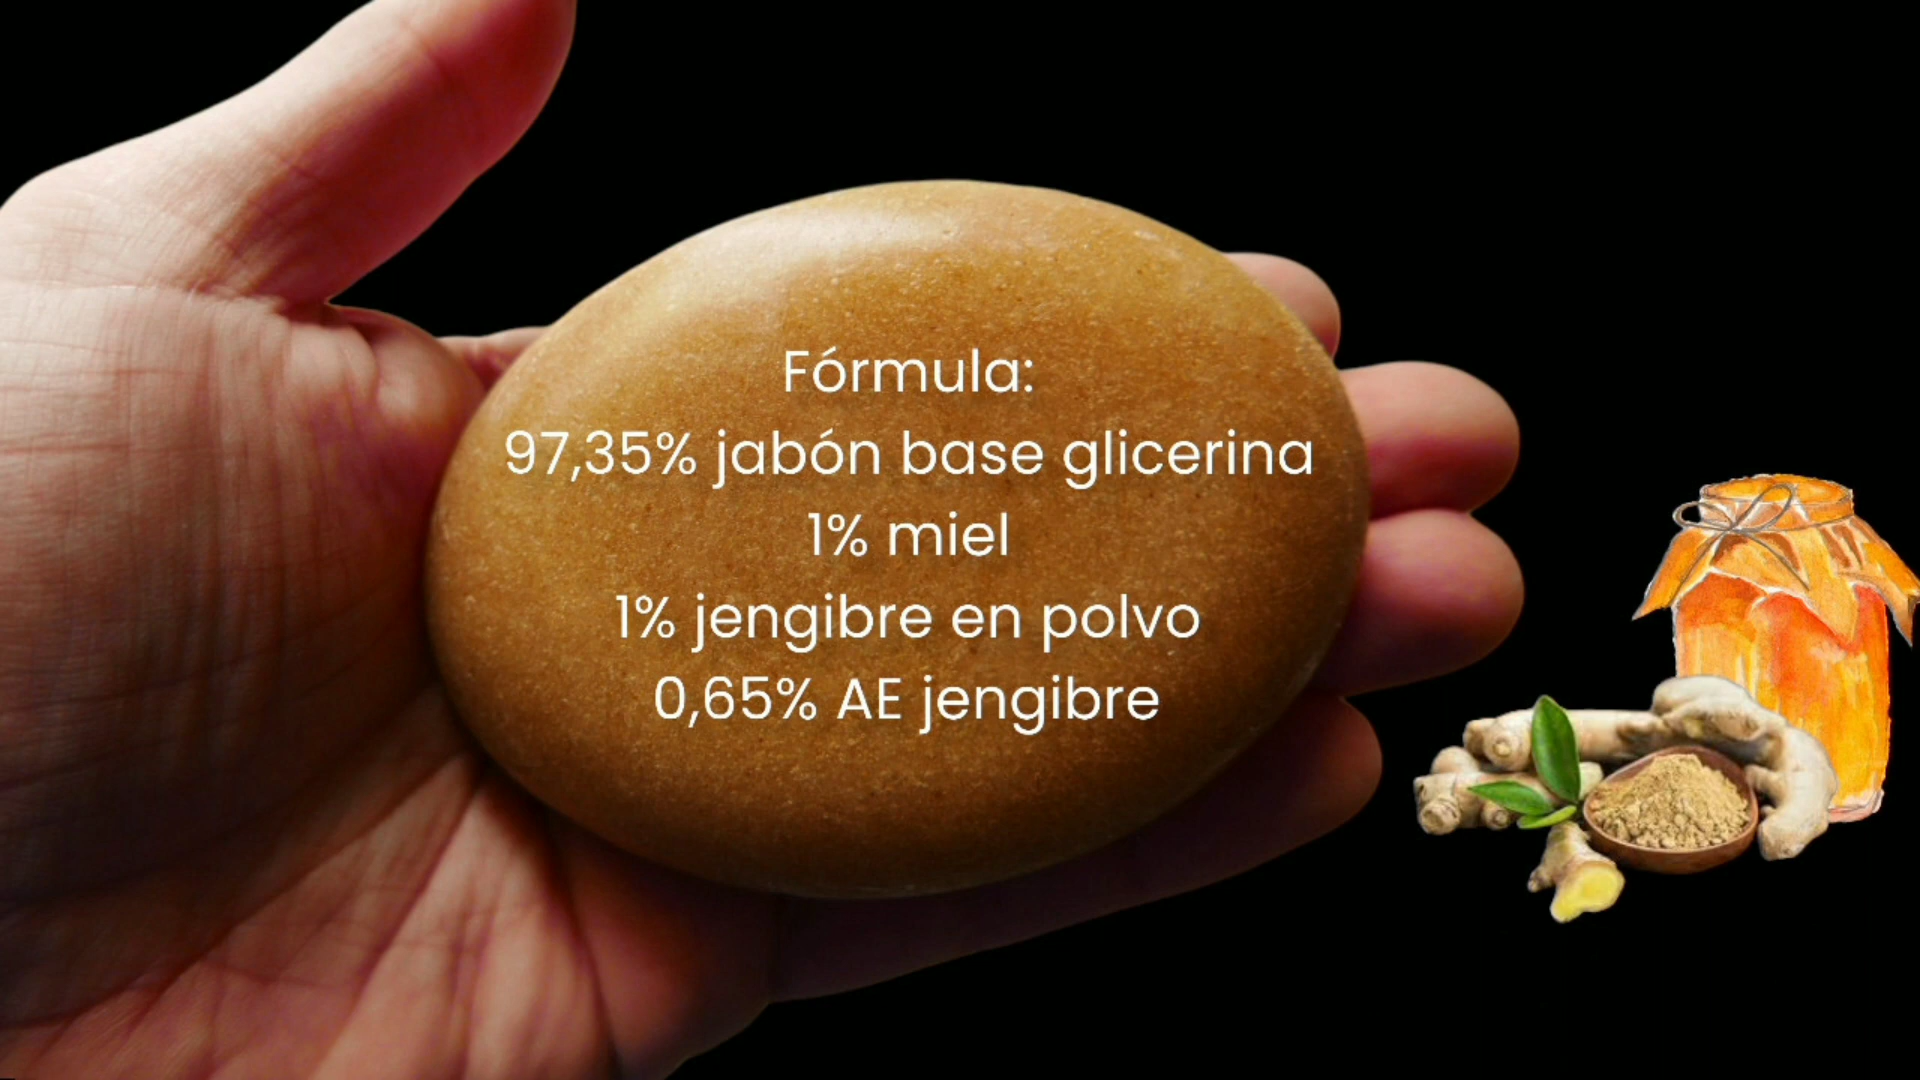 Fórmula:
97,35% jabón base glicerina
1% miel
1% jengibre en polvo
0,65% AE jengibre